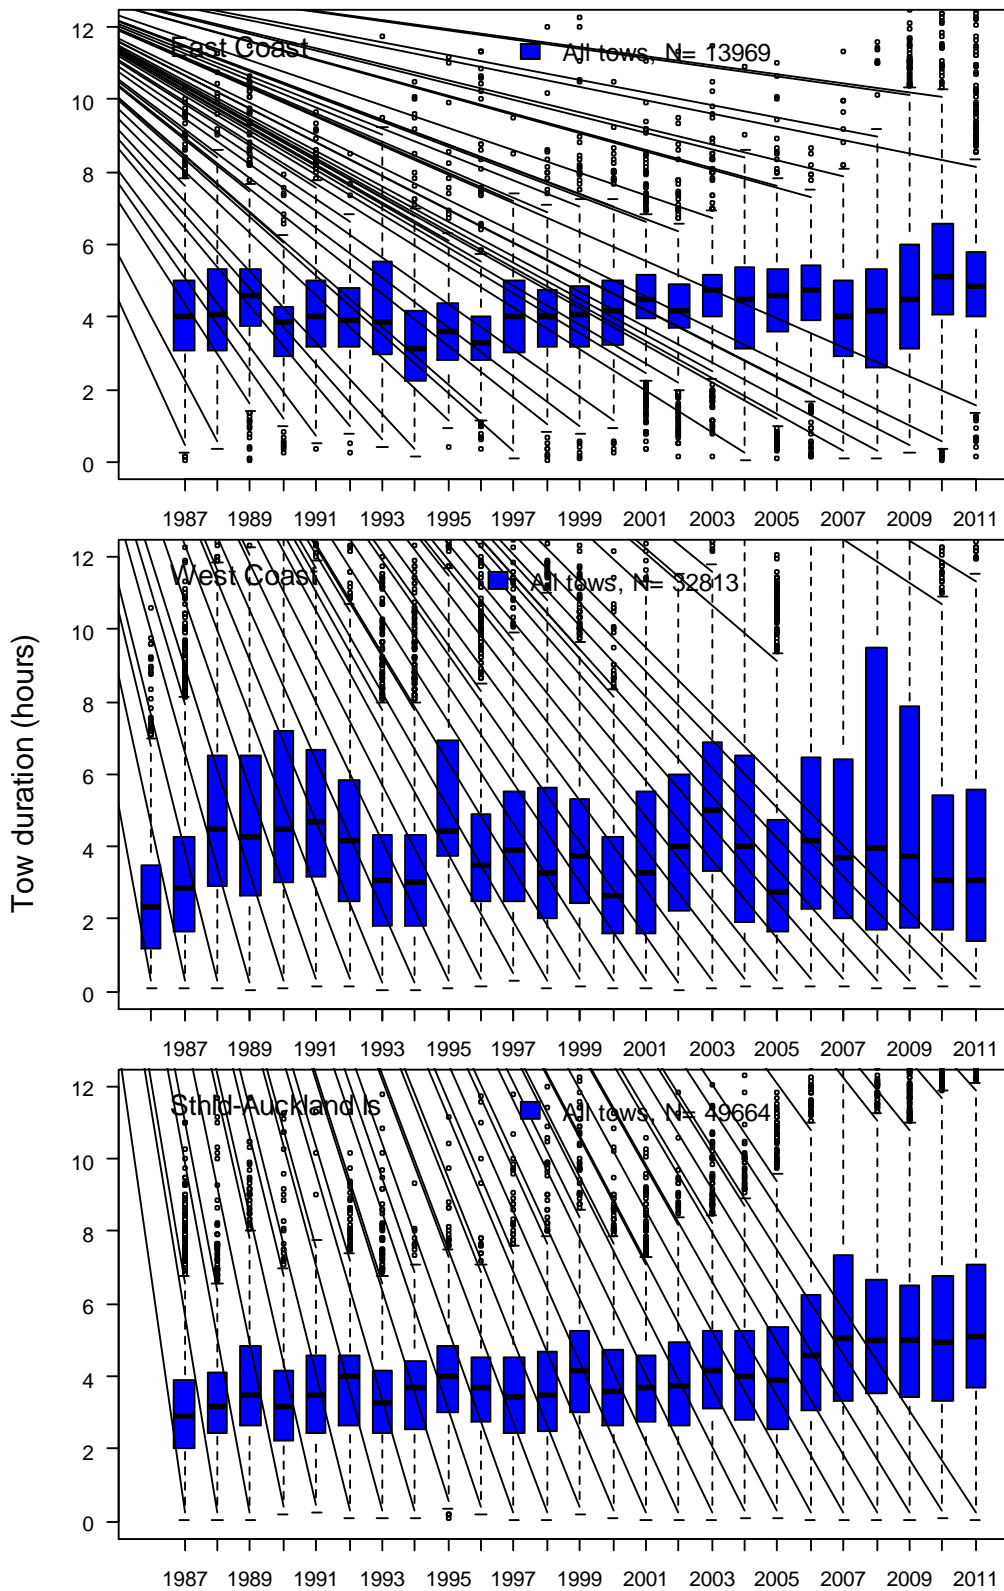 East Coast
All tows, N= 13969
12
10
8
6
4
2
0
1987 1989 1991 1993 1995 1997 1999 2001 2003 2005 2007 2009 2011
West Coast
All tows, N= 52813
12
10
8
6
4
2
0
Tow duration (hours)
1987 1989 1991 1993 1995 1997 1999 2001 2003 2005 2007 2009 2011
Sthld-Auckland Is
All tows, N= 49664
12
10
8
6
4
2
0
1987 1989 1991 1993 1995 1997 1999 2001 2003 2005 2007 2009 2011